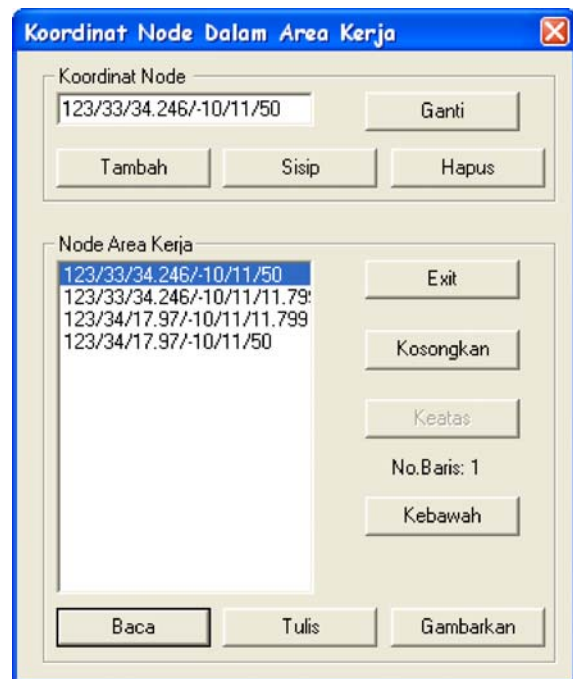 Koordinat Node Dalam Area Kerja
Koordinat Node
123/33/34.246/-10/11/50
Ganti
Tambah Sisip Hapus
Node Area Kerja
123/33/34.246/-10/11/50
123/33/34.246/-10/11/11.79
123/34/17.97/-10/11/11.799
123/34/17.97/-10/11/50
Exit
Kosongkan
Keatas
No.Baris: 1
Kebawah
Baca Tulis Gambarkan